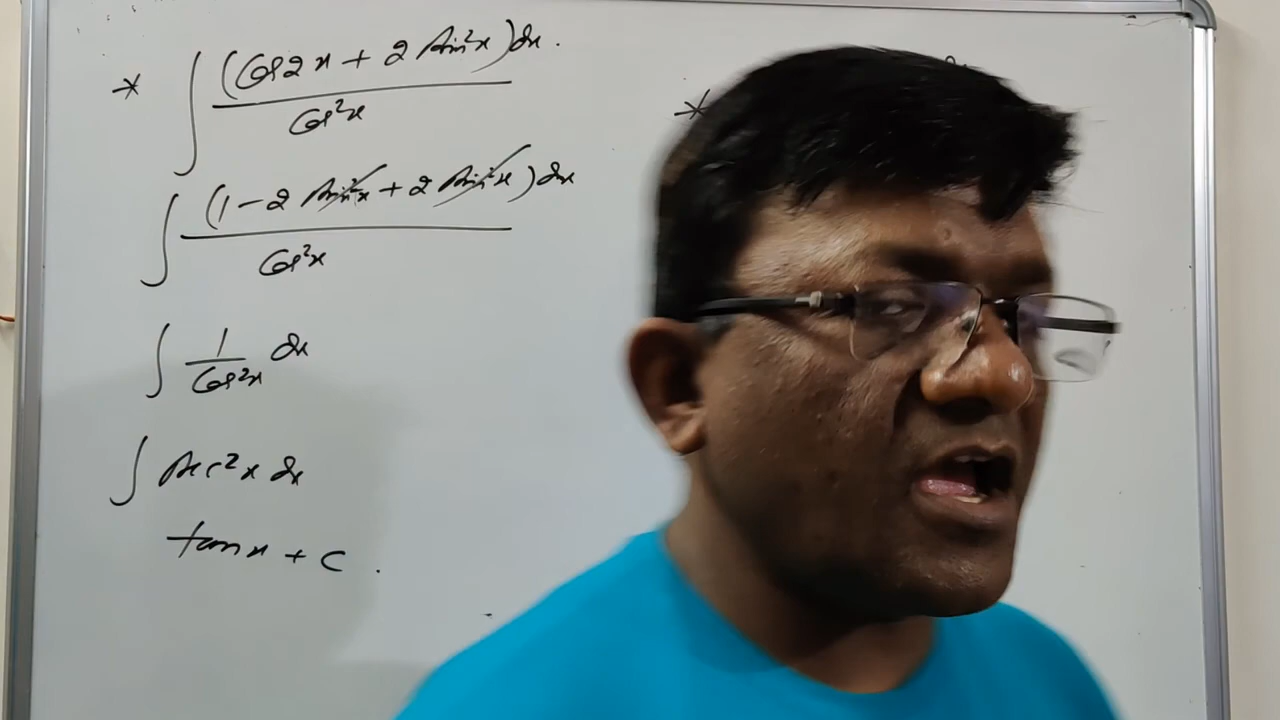 * ∫ (Cos2x + 2 Sin²x)dx.
Cos²x
∫ (1 - 2 Sin²x + 2 Sin²x) dx
Cos²x
∫ 1/Cos²x dx
∫ Sec²x dx
tan x + c.
*